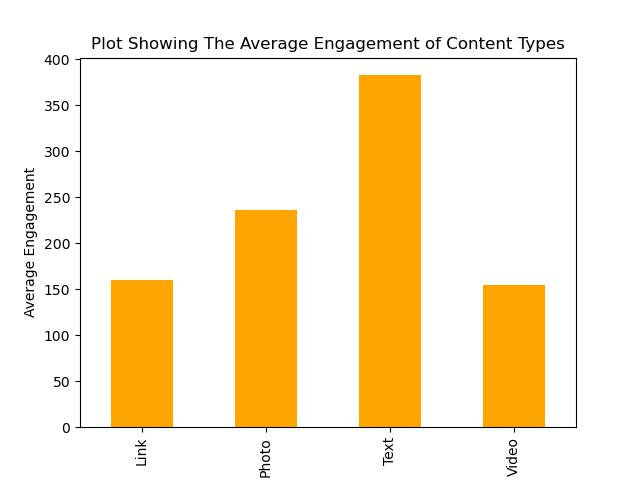 Plot Showing The Average Engagement of Content Types
Average Engagement
400
350
300
250
200
150
100
50
0
Link
Photo
Text
Video